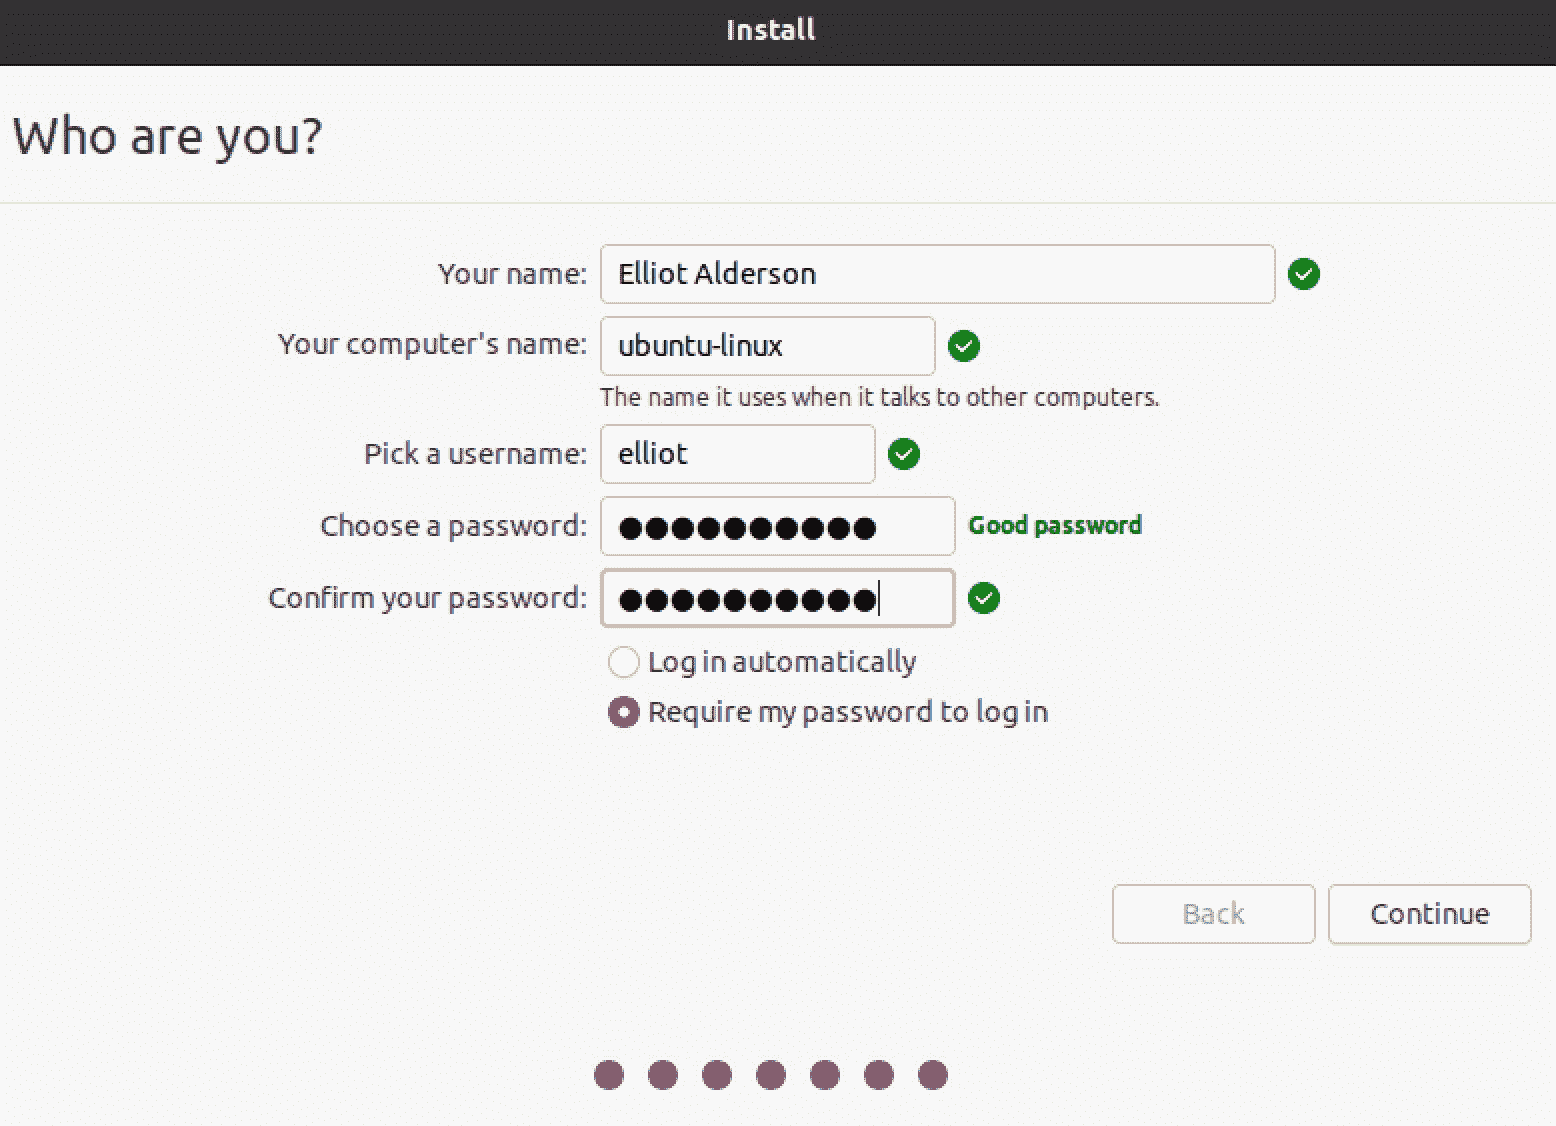 Install
Who are you?
Your name: Elliot Alderson
Your computer's name: ubuntu-linux
The name it uses when it talks to other computers.
Pick a username: elliot
Choose a password: ●●●●●●●●●● Good password
Confirm your password: ●●●●●●●●●●
Log in automatically
Require my password to log in
Back Continue